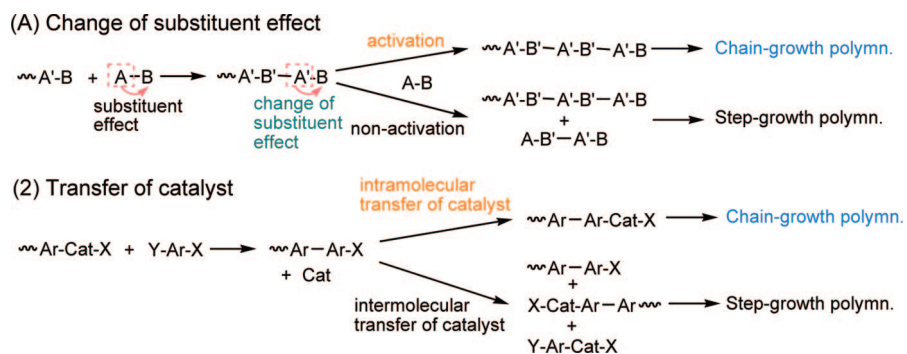 (A) Change of substituent effect
activation
A'-B'—A'-B'—A'-B
Chain-growth polymn.
A'-B + A-B
A'-B'—A'-B
A-B
substituent
effect
change of
substituent
effect
non-activation
A'-B'—A'-B'—A'-B
+
A-B'—A'-B
Step-growth polymn.
(2) Transfer of catalyst
intramolecular
transfer of catalyst
Ar—Ar-Cat-X
Chain-growth polymn.
Ar-Cat-X + Y-Ar-X
Ar—Ar-X
+ Cat
intermolecular
transfer of catalyst
Ar—Ar-X
+
X-Cat-Ar—Ar
+
Y-Ar-Cat-X
Step-growth polymn.